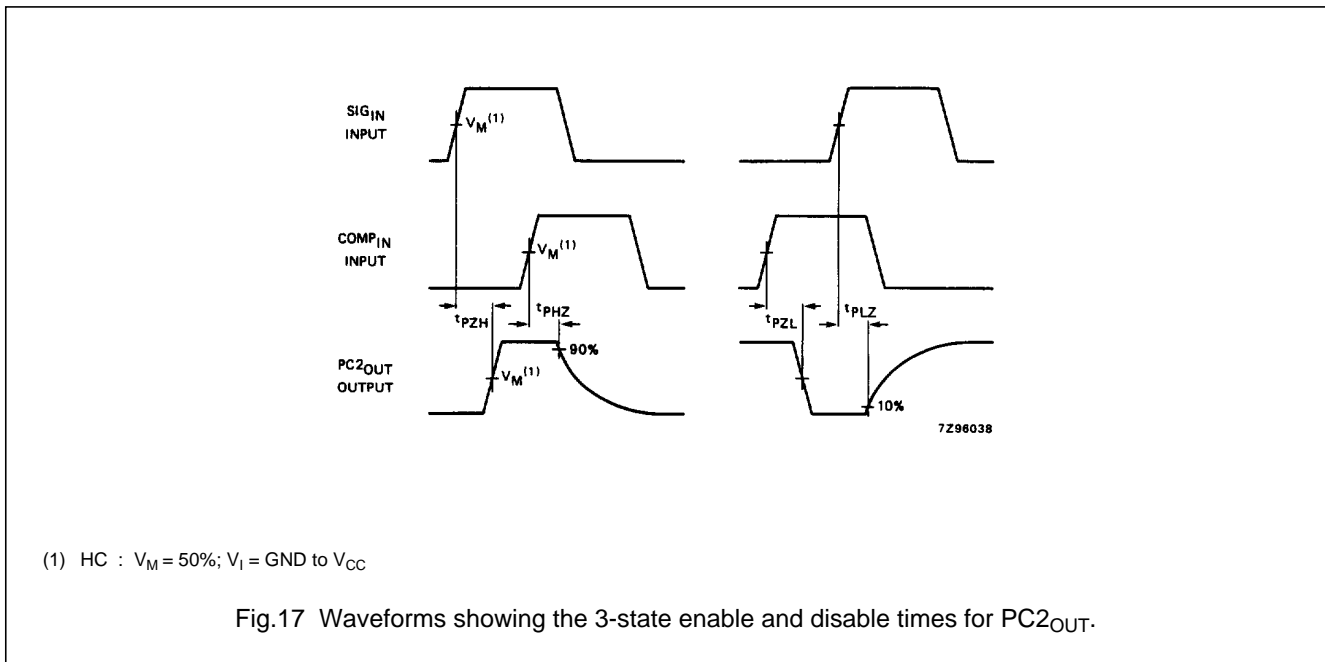 SIG_IN
INPUT
V_M(1)
COMP_IN
INPUT
V_M(1)
t_PZH
t_PHZ
t_PZL
t_PLZ
PC2_OUT
OUTPUT
V_M(1)
90%
10%
7Z96038
(1) HC : V_M = 50%; V_I = GND to V_CC
Fig.17 Waveforms showing the 3-state enable and disable times for PC2_OUT.